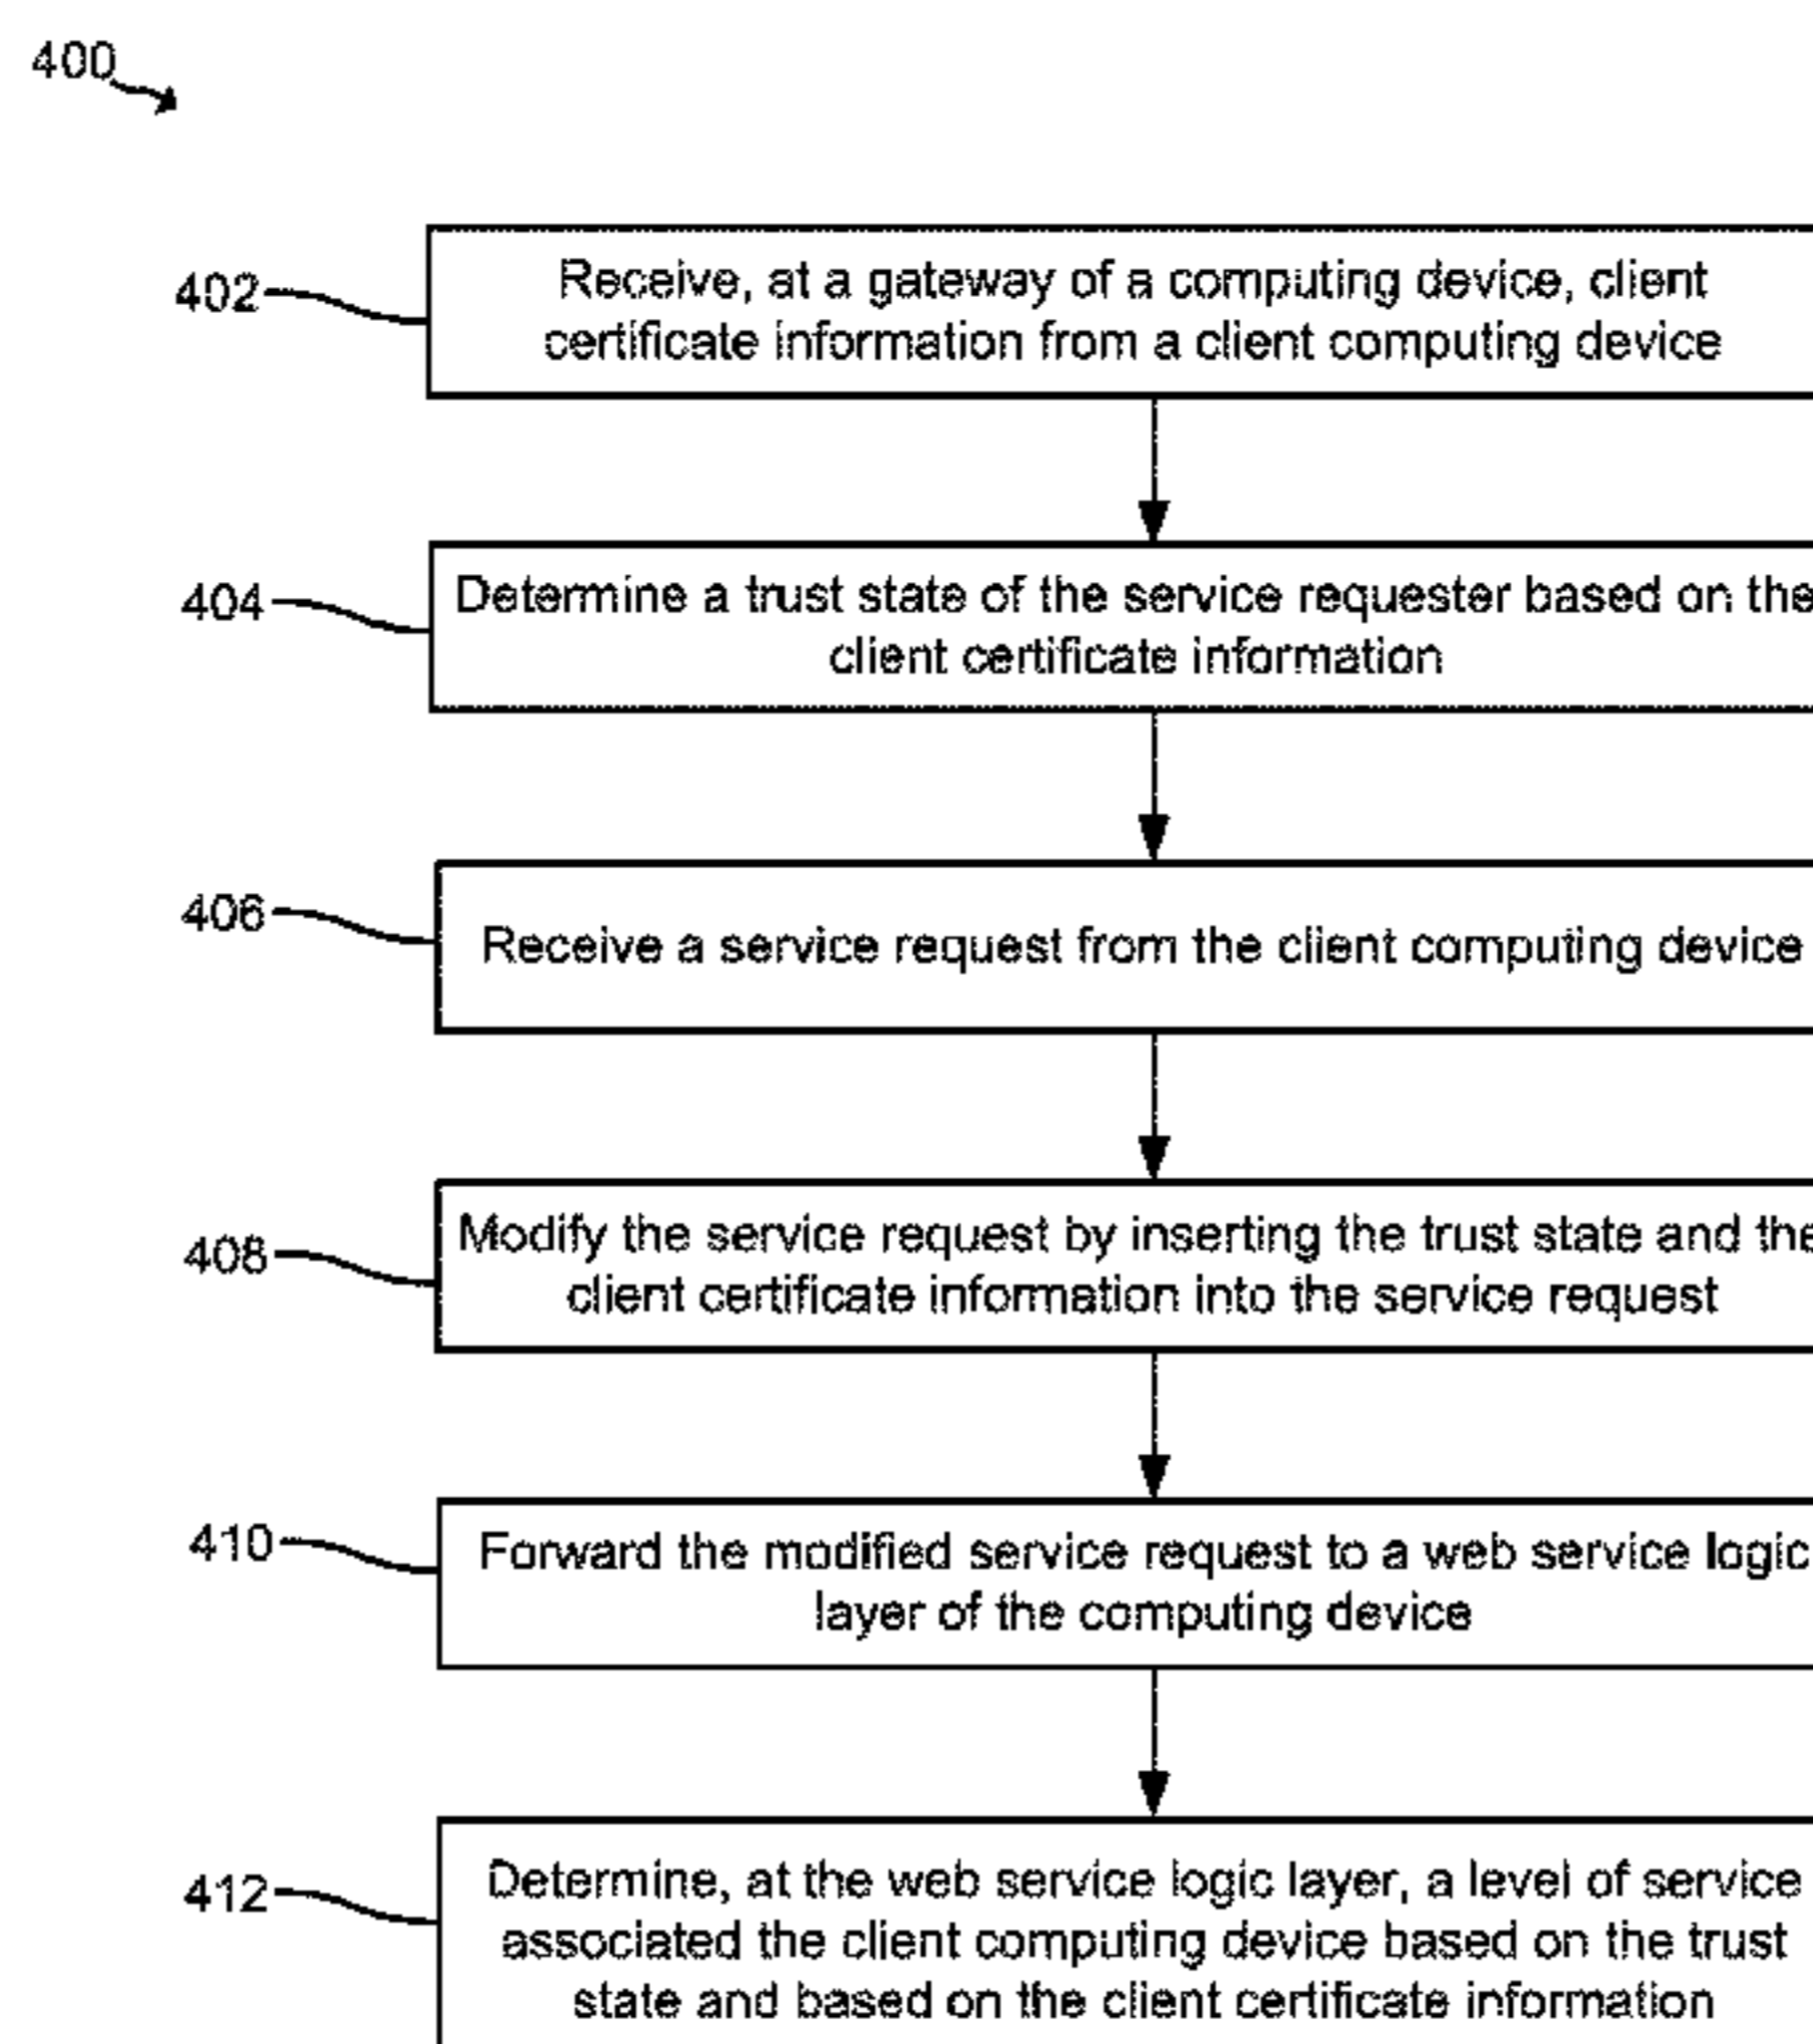 400
402
Receive, at a gateway of a computing device, client
certificate information from a client computing device
404
Determine a trust state of the service requester based on the
client certificate information
406
Receive a service request from the client computing device
408
Modify the service request by inserting the trust state and the
client certificate information into the service request
410
Forward the modified service request to a web service logic
layer of the computing device
412
Determine, at the web service logic layer, a level of service
associated the client computing device based on the trust
state and based on the client certificate information